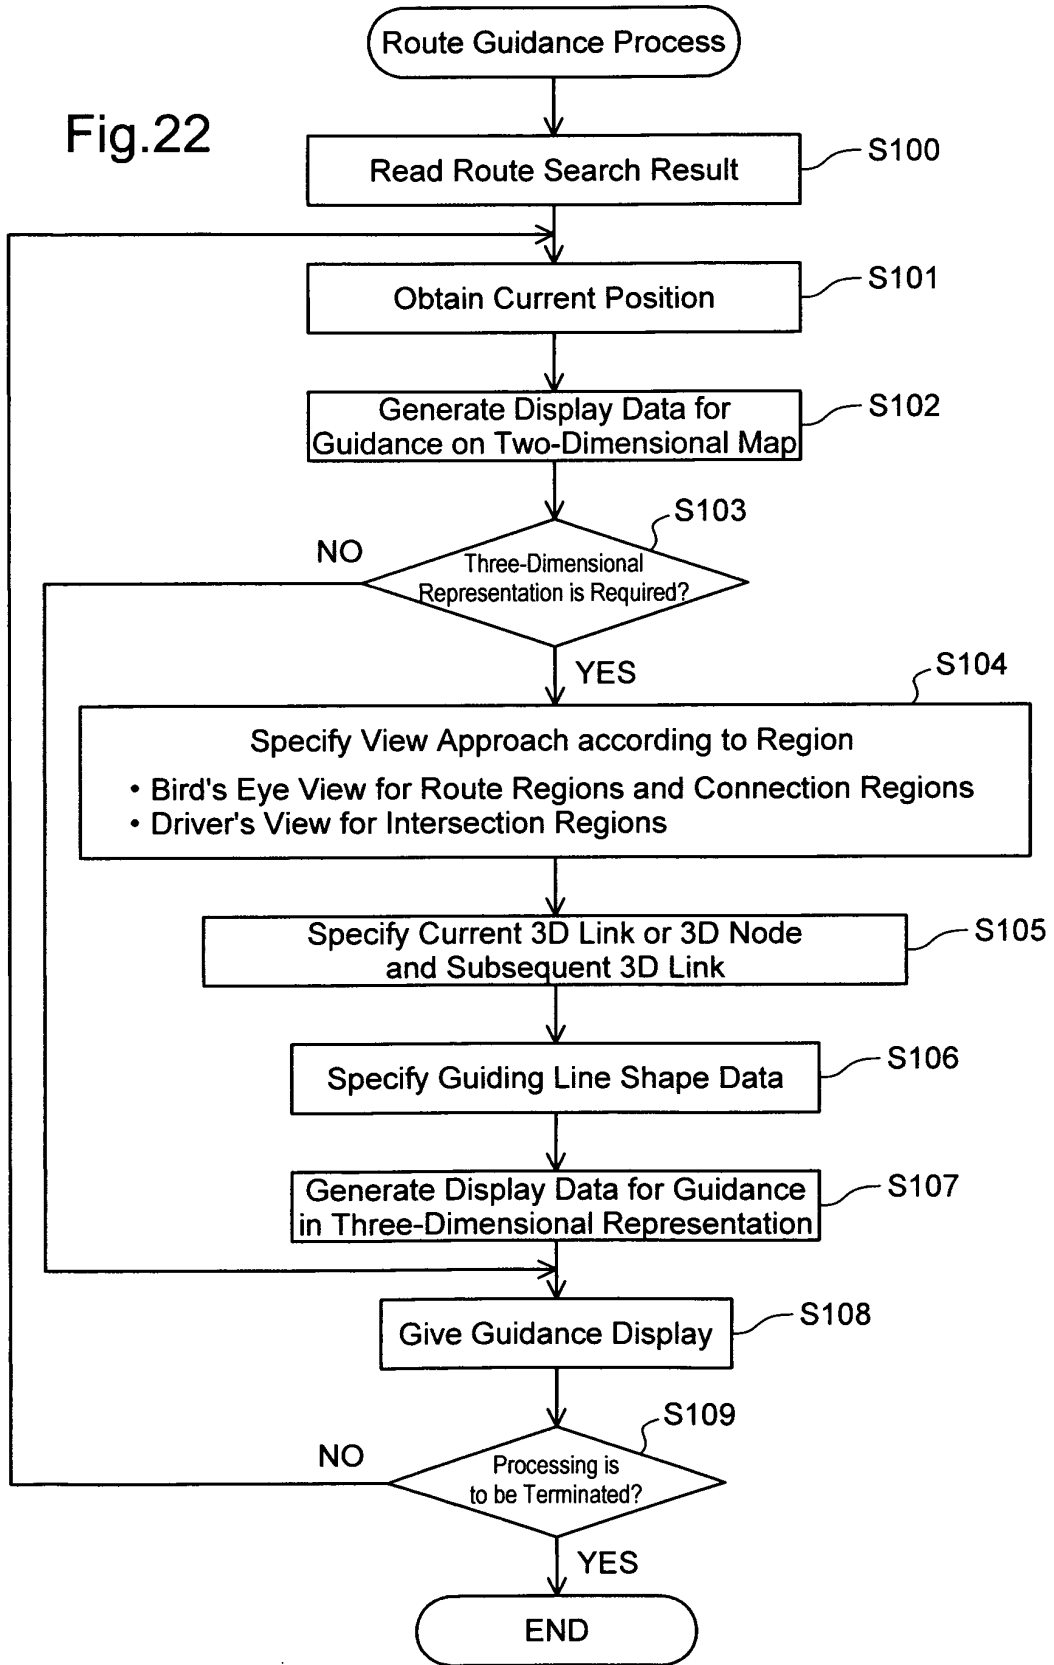 Route Guidance Process
Fig.22
Read Route Search Result
S100
Obtain Current Position
S101
Generate Display Data for
Guidance on Two-Dimensional Map
S102
S103
NO
Three-Dimensional
Representation is Required?
YES
S104
Specify View Approach according to Region
• Bird's Eye View for Route Regions and Connection Regions
• Driver's View for Intersection Regions
Specify Current 3D Link or 3D Node
and Subsequent 3D Link
S105
Specify Guiding Line Shape Data
S106
Generate Display Data for Guidance
in Three-Dimensional Representation
S107
Give Guidance Display
S108
S109
NO
Processing is
to be Terminated?
YES
END